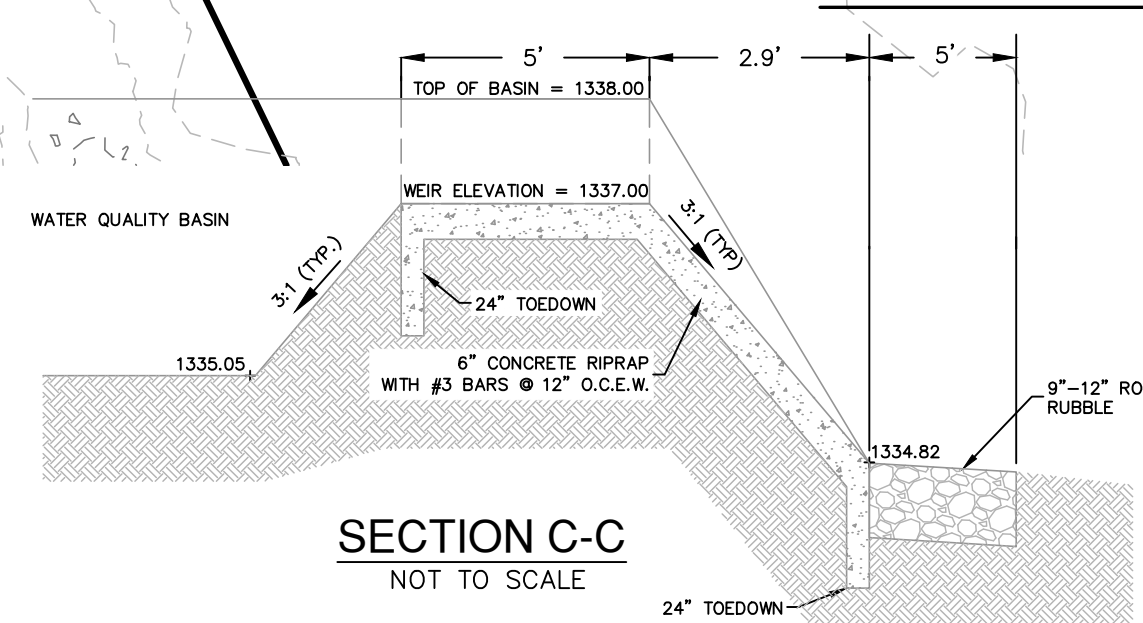 5'
2.9'
5'
TOP OF BASIN = 1338.00
WEIR ELEVATION = 1337.00
WATER QUALITY BASIN
3:1 (TYP.)
3:1 (TYP)
24" TOEDOWN
1335.05
6" CONCRETE RIPRAP
WITH #3 BARS @ 12" O.C.E.W.
9"-12" RO
RUBBLE
1334.82
SECTION C-C
NOT TO SCALE
24" TOEDOWN